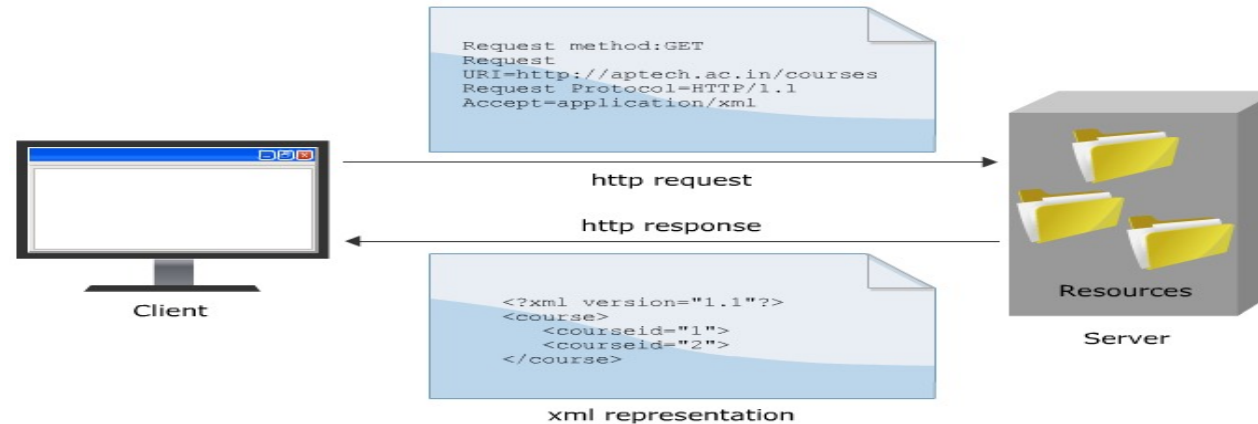 Request method:GET
Request
URI=http://aptech.ac.in/courses
Request Protocol=HTTP/1.1
Accept=application/xml
http request
http response
Client
<?xml version="1.1"?>
<course>
<courseid="1">
<courseid="2">
</course>
xml representation
Resources
Server